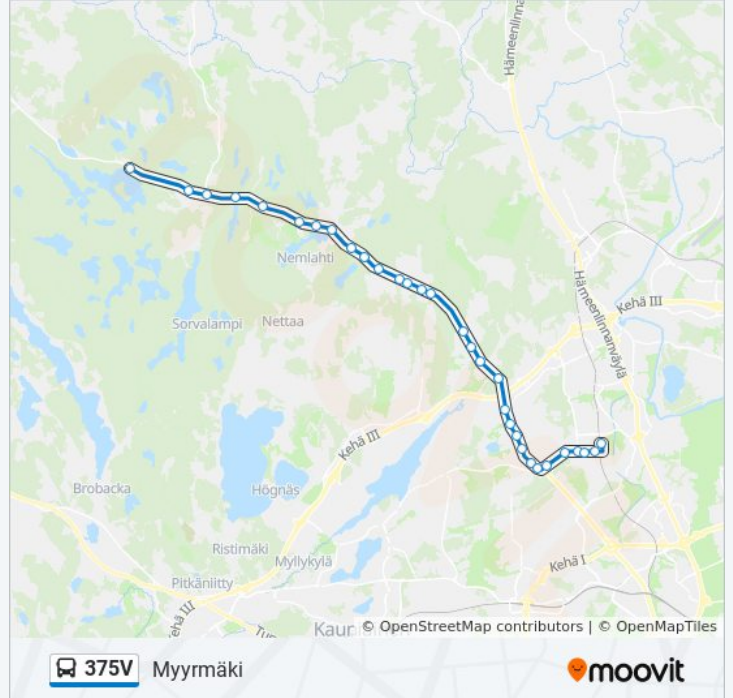 Hämeenlinna
Nemlahti
Hämeenlinnanväylä
Kehä III
Sorvalampi
Nettaa
Kehä III
Brobacka
Högnäs
Ristimäki
Myllykylä
Kehä I
Pitkäniitty
Kehä III
© OpenStreetMap contributors | © OpenMapTiles
375V Myyrmäki
moovit